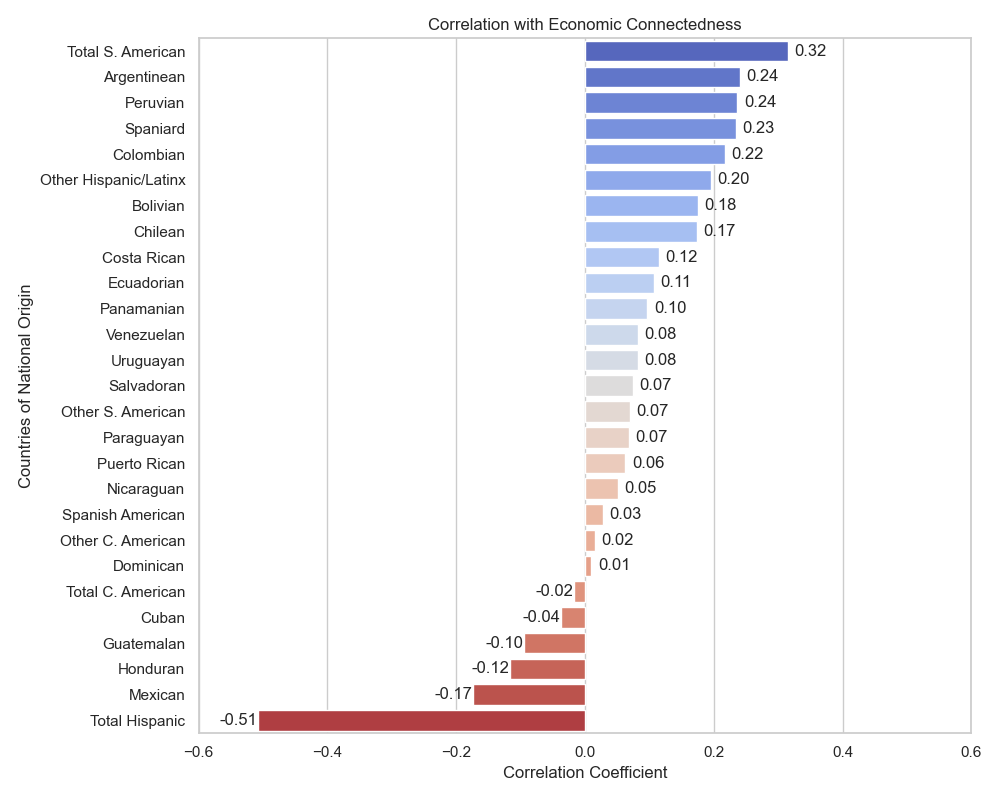 Correlation with Economic Connectedness
Total S. American 0.32
Argentinean 0.24
Peruvian 0.24
Spaniard 0.23
Colombian 0.22
Other Hispanic/Latinx 0.20
Bolivian 0.18
Chilean 0.17
Costa Rican 0.12
Ecuadorian 0.11
Panamanian 0.10
Venezuelan 0.08
Uruguayan 0.08
Salvadoran 0.07
Other S. American 0.07
Paraguayan 0.07
Puerto Rican 0.06
Nicaraguan 0.05
Spanish American 0.03
Other C. American 0.02
Dominican 0.01
Total C. American -0.02
Cuban -0.04
Guatemalan -0.10
Honduran -0.12
Mexican -0.17
Total Hispanic -0.51
Countries of National Origin
−0.6 −0.4 −0.2 0.0 0.2 0.4 0.6
Correlation Coefficient